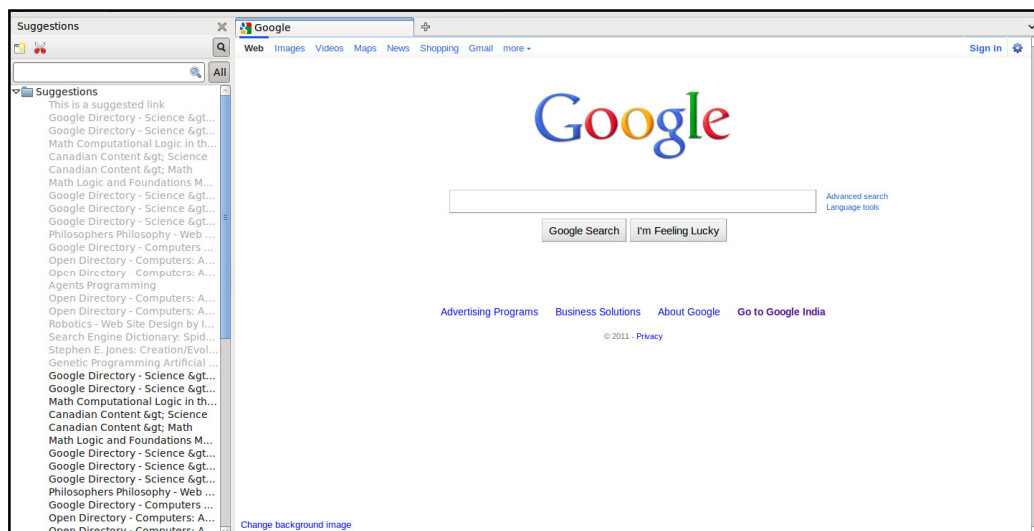 Suggestions
All
Suggestions
This is a suggested link
Google Directory - Science &gt...
Google Directory - Science &gt...
Math Computational Logic in th...
Canadian Content &gt; Science
Canadian Content &gt; Math
Math Logic and Foundations M...
Google Directory - Science &gt...
Google Directory - Science &gt...
Google Directory - Science &gt...
Philosophers Philosophy - Web ...
Google Directory - Computers ...
Open Directory - Computers: A...
Open Directory - Computers: A...
Agents Programming
Open Directory - Computers: A...
Open Directory - Computers: A...
Robotics - Web Site Design by I...
Search Engine Dictionary: Spid...
Stephen E. Jones: Creation/Evol...
Genetic Programming Artificial ...
Google Directory - Science &gt...
Google Directory - Science &gt...
Math Computational Logic in th...
Canadian Content &gt; Science
Canadian Content &gt; Math
Math Logic and Foundations M...
Google Directory - Science &gt...
Google Directory - Science &gt...
Google Directory - Science &gt...
Philosophers Philosophy - Web ...
Google Directory - Computers ...
Open Directory - Computers: A...
Open Directory - Computers: A...
Google
Web Images Videos Maps News Shopping Gmail more
Sign in
Google
Advanced search
Language tools
Google Search I'm Feeling Lucky
Advertising Programs Business Solutions About Google Go to Google India
© 2011 - Privacy
Change background image